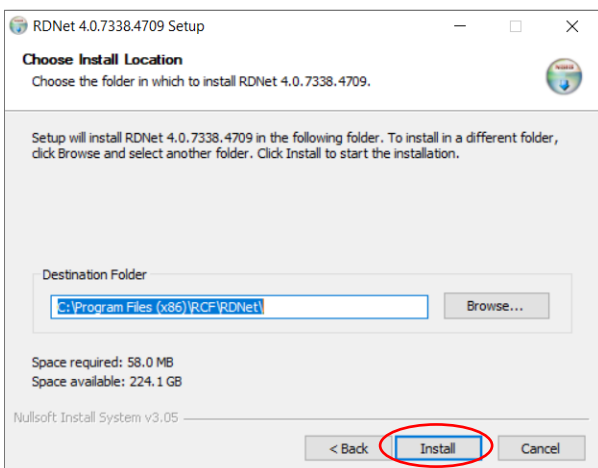 RDNet 4.0.7338.4709 Setup
Choose Install Location
Choose the folder in which to install RDNet 4.0.7338.4709.
Setup will install RDNet 4.0.7338.4709 in the following folder. To install in a different folder,
click Browse and select another folder. Click Install to start the installation.
Destination Folder
C:\Program Files (x86)\RCF\RDNet\
Browse...
Space required: 58.0 MB
Space available: 224.1 GB
Nullsoft Install System v3.05
< Back
Install
Cancel